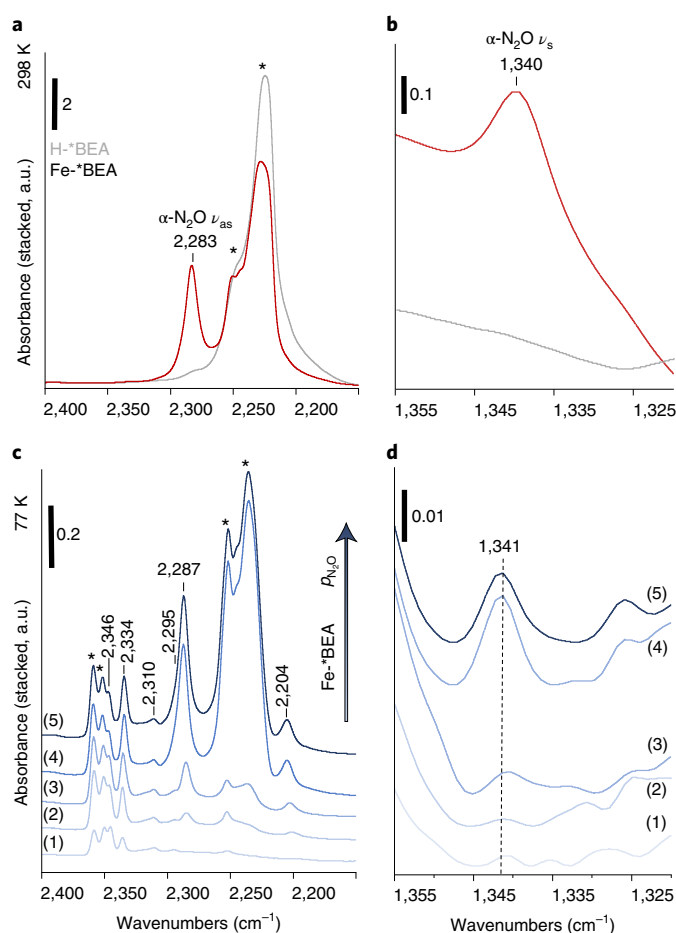 a
298 K
Absorbance (stacked, a.u.)
2
H-*BEA
Fe-*BEA
α-N₂O νas
2,283
*
*
2,400
2,350
2,300
2,250
2,200
b
α-N₂O νs
1,340
0.1
1,355
1,345
1,335
1,320
c
77 K
Absorbance (stacked, a.u.)
0.2
*
*
2,346
2,334
2,310
2,295
2,287
*
*
2,204
pN₂O
Fe-*BEA
(5)
(4)
(3)
(2)
(1)
2,400
2,350
2,300
2,250
2,200
Wavenumbers (cm⁻¹)
d
0.01
1,341
(5)
(4)
(3)
(2)
(1)
1,355
1,345
1,335
1,320
Wavenumbers (cm⁻¹)